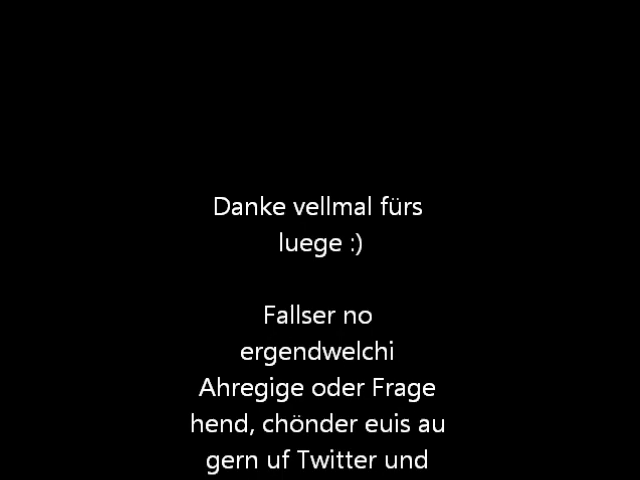 Danke vellmal fürs
luege :)
Fallser no
ergendwelchi
Ahregige oder Frage
hend, chönder euis au
gern uf Twitter und